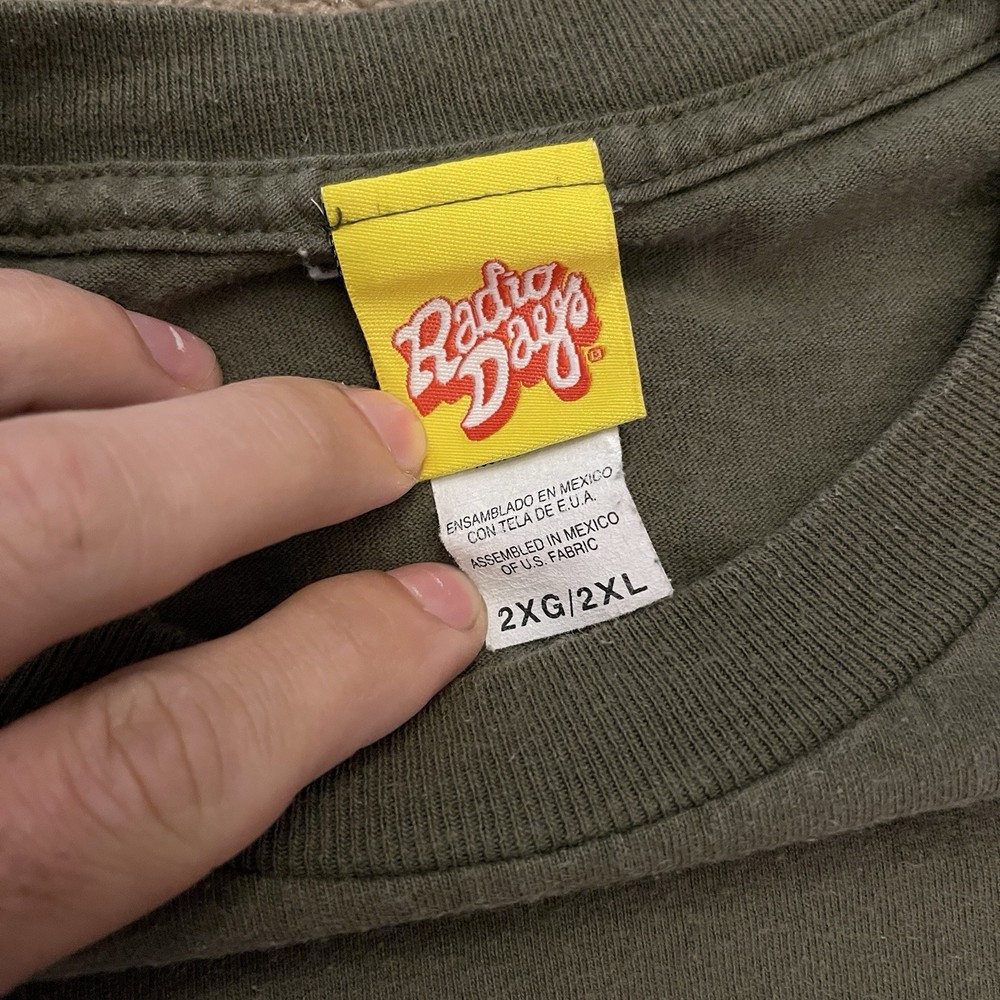 Radio
Days
®
ENSAMBLADO EN MEXICO
CON TELA DE E.U.A.
ASSEMBLED IN MEXICO
OF U.S. FABRIC
2XG/2XL